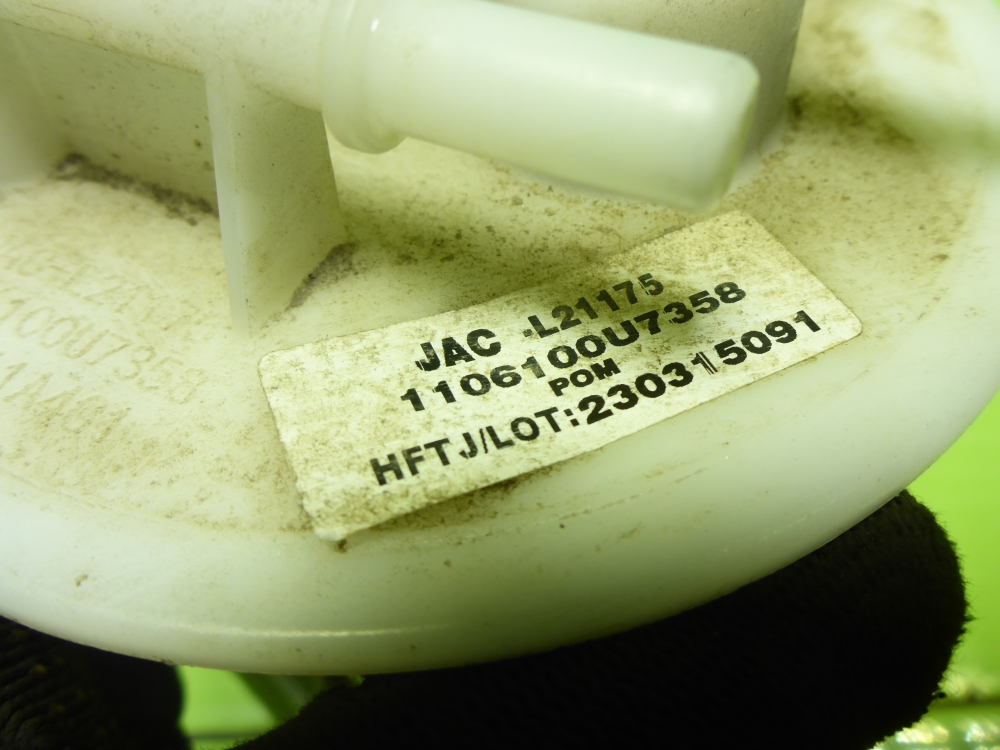 JAC -L21175
1106100U7358
POM
HFTJ/LOT:230315091